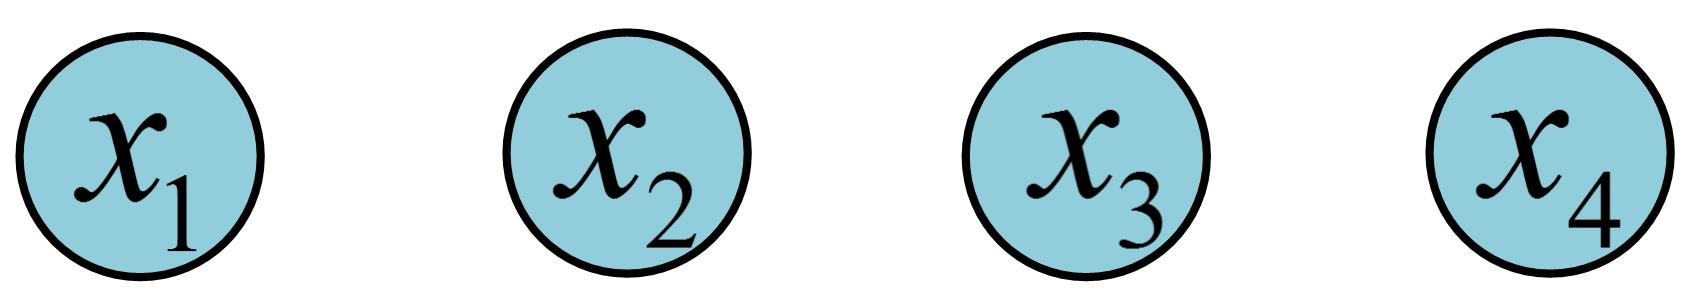 x₁ x₂ x₃ x₄